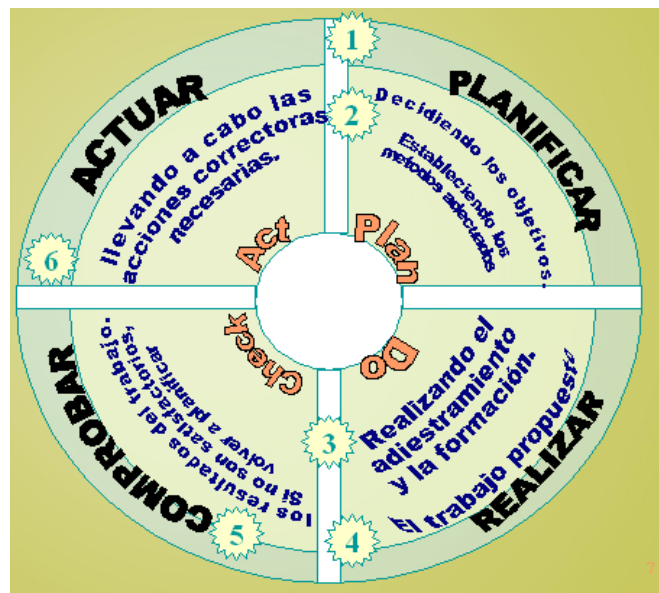 1
PLANIFICAR
2
Decidiendo los objetivos.
Estableciendo los
metodos adecuados
Plan
Do
3
Realizando el
adiestramiento
y la formación.
4
El trabajo
REALIZAR
Check
5
COMPROBAR
los resultados del trabajo.
Si no son satisfactorios,
volver a planificar
6
ACTUAR
llevando a cabo las
acciones correctoras
necesarias.
Act
7